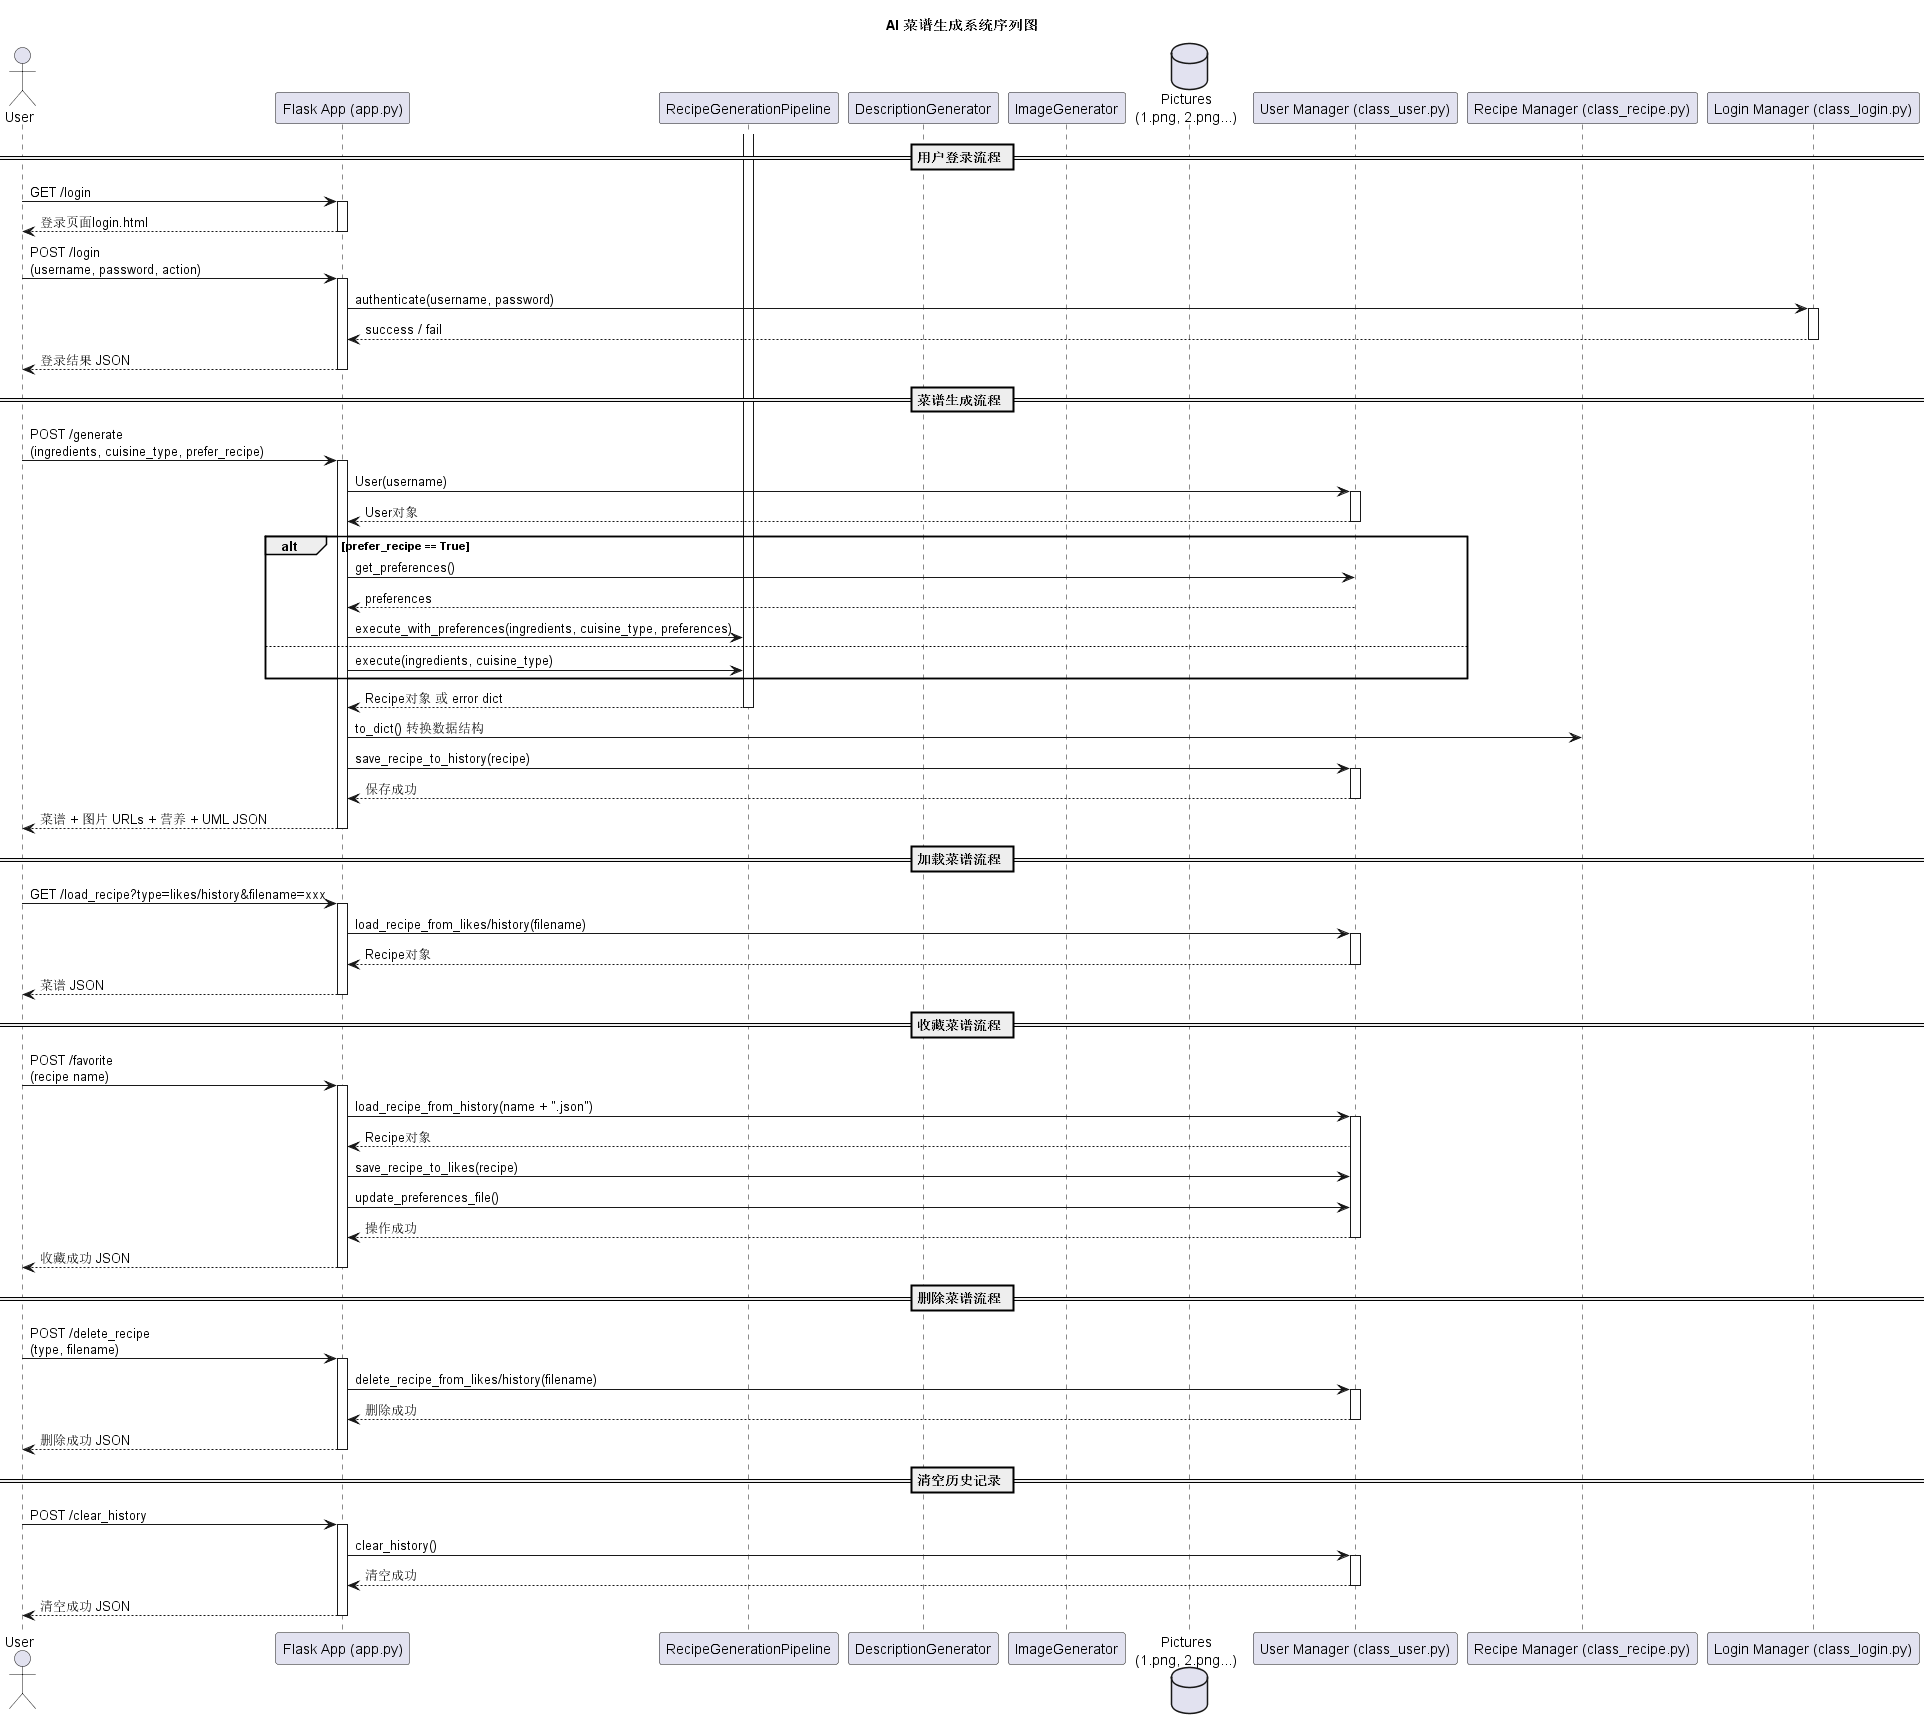 AI 菜谱生成系统序列图
User
Flask App (app.py)
RecipeGenerationPipeline
DescriptionGenerator
ImageGenerator
Pictures
(1.png, 2.png...)
User Manager (class_user.py)
Recipe Manager (class_recipe.py)
Login Manager (class_login.py)
用户登录流程
GET /login
登录页面login.html
POST /login
(username, password, action)
authenticate(username, password)
success / fail
登录结果 JSON
菜谱生成流程
POST /generate
(ingredients, cuisine_type, prefer_recipe)
User(username)
User对象
alt
[prefer_recipe == True]
get_preferences()
preferences
execute_with_preferences(ingredients, cuisine_type, preferences)
execute(ingredients, cuisine_type)
Recipe对象 或 error dict
to_dict() 转换数据结构
save_recipe_to_history(recipe)
保存成功
菜谱 + 图片 URLs + 营养 + UML JSON
加载菜谱流程
GET /load_recipe?type=likes/history&filename=xxx
load_recipe_from_likes/history(filename)
Recipe对象
菜谱 JSON
收藏菜谱流程
POST /favorite
(recipe name)
load_recipe_from_history(name + ".json")
Recipe对象
save_recipe_to_likes(recipe)
update_preferences_file()
操作成功
收藏成功 JSON
删除菜谱流程
POST /delete_recipe
(type, filename)
delete_recipe_from_likes/history(filename)
删除成功
删除成功 JSON
清空历史记录
POST /clear_history
clear_history()
清空成功
清空成功 JSON
User
Flask App (app.py)
RecipeGenerationPipeline
DescriptionGenerator
ImageGenerator
Pictures
(1.png, 2.png...)
User Manager (class_user.py)
Recipe Manager (class_recipe.py)
Login Manager (class_login.py)